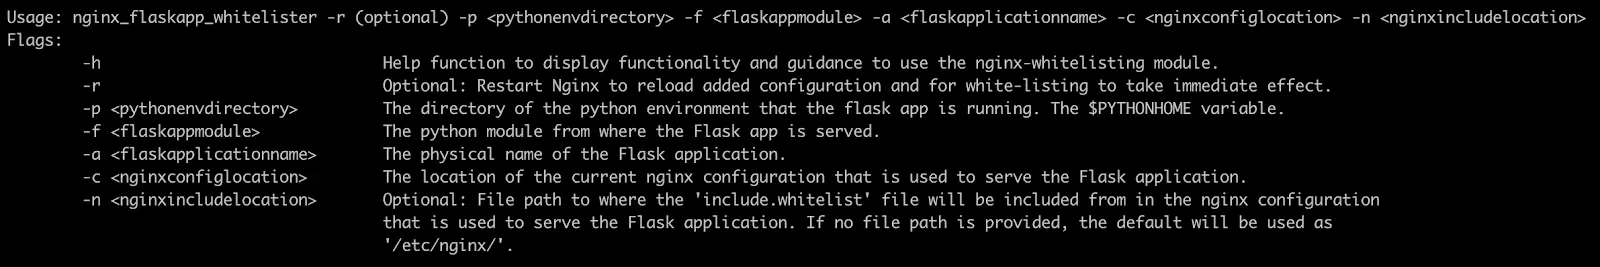 Usage: nginx_flaskapp_whitelister -r (optional) -p <pythonenvdirectory> -f <flaskappmodule> -a <flaskapplicationname> -c <nginxconfiglocation> -n <nginxincludelocation>
Flags:
-h Help function to display functionality and guidance to use the nginx-whitelisting module.
-r Optional: Restart Nginx to reload added configuration and for white-listing to take immediate effect.
-p <pythonenvdirectory> The directory of the python environment that the flask app is running. The $PYTHONHOME variable.
-f <flaskappmodule> The python module from where the Flask app is served.
-a <flaskapplicationname> The physical name of the Flask application.
-c <nginxconfiglocation> The location of the current nginx configuration that is used to serve the Flask application.
-n <nginxincludelocation> Optional: File path to where the 'include.whitelist' file will be included from in the nginx configuration
that is used to serve the Flask application. If no file path is provided, the default will be used as
'/etc/nginx/'.